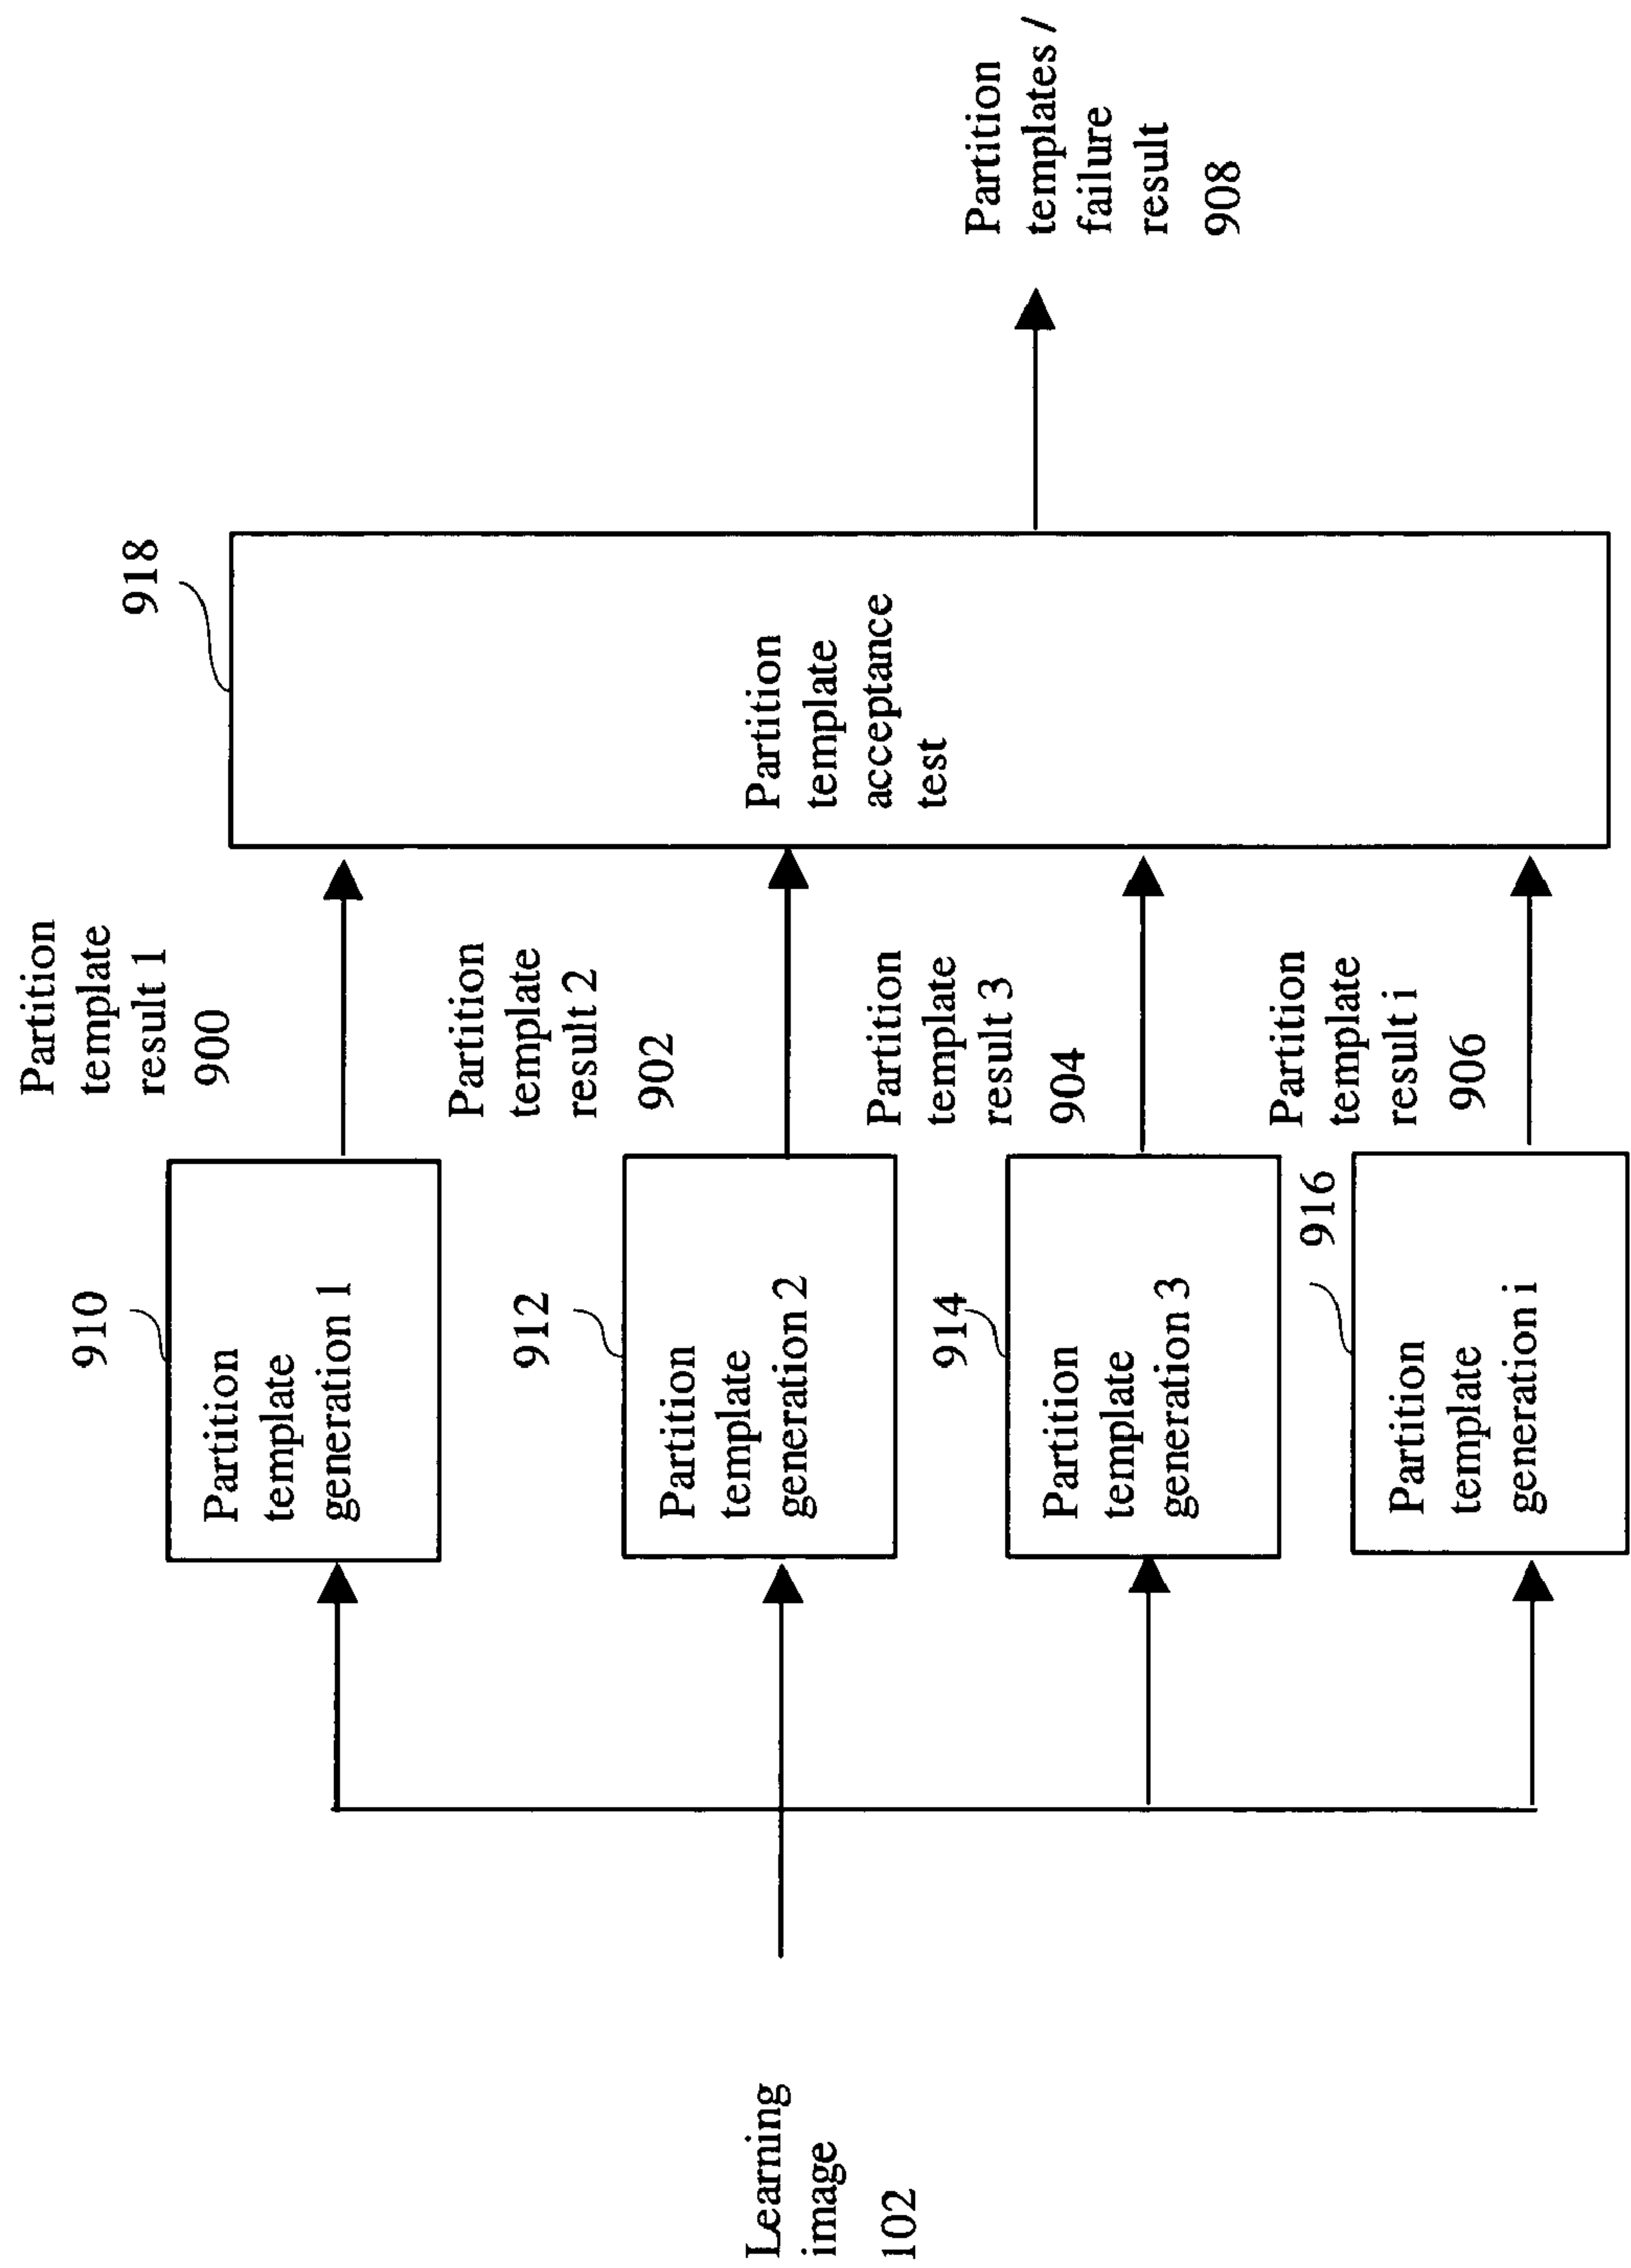 Learning
image
102
910
Partition
template
generation 1
912
Partition
template
generation 2
914
Partition
template
generation 3
916
Partition
template
generation i
Partition
template
result 1
900
Partition
template
result 2
902
Partition
template
result 3
904
Partition
template
result i
906
918
Partition
template
acceptance
test
Partition
templates /
failure
result
908